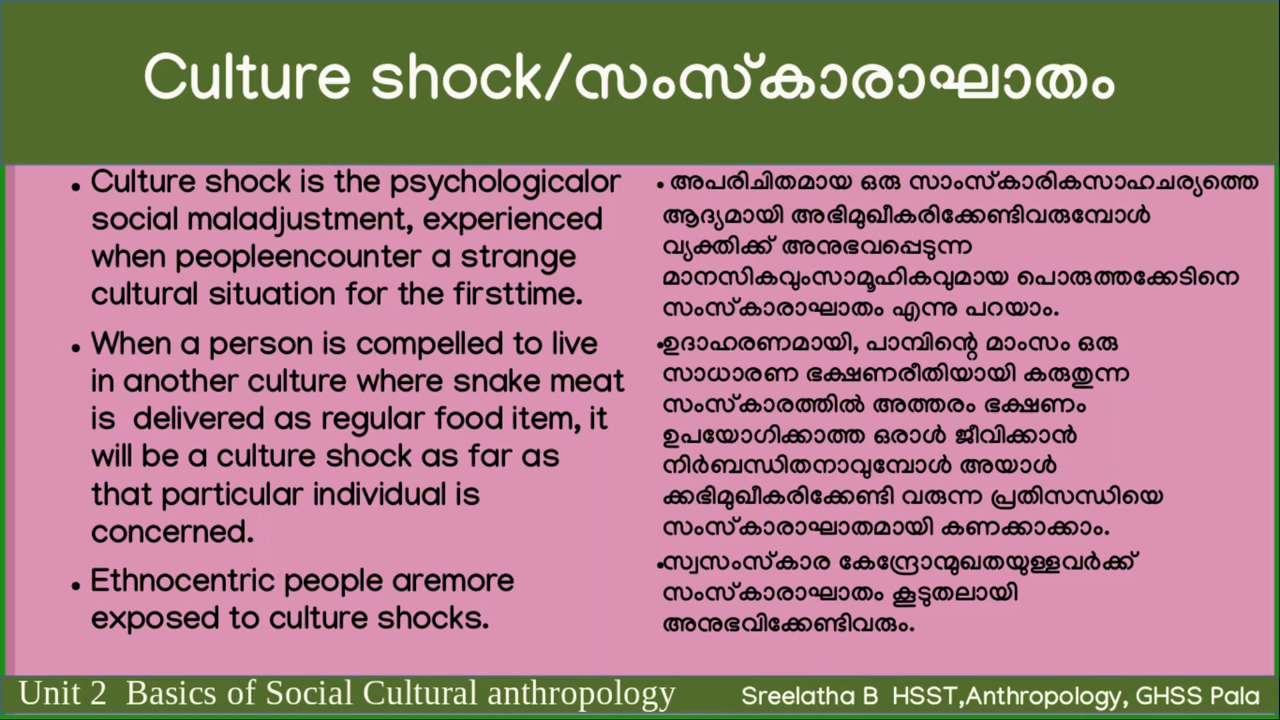 Culture shock/സംസ്കാരാഘാതം
• Culture shock is the psychologicalor
social maladjustment, experienced
when peopleencounter a strange
cultural situation for the firsttime.
• When a person is compelled to live
in another culture where snake meat
is  delivered as regular food item, it
will be a culture shock as far as
that particular individual is
concerned.
• Ethnocentric people aremore
exposed to culture shocks.
• അപരിചിതമായ ഒരു സാംസ്കാരികസാഹചര്യത്തെ
ആദ്യമായി അഭിമുഖീകരിക്കേണ്ടിവരുമ്പോൾ
വ്യക്തിക്ക് അനുഭവപ്പെടുന്ന
മാനസികവുംസാമൂഹികവുമായ പൊരുത്തക്കേടിനെ
സംസ്കാരാഘാതം എന്നു പറയാം.
•ഉദാഹരണമായി, പാമ്പിന്റെ മാംസം ഒരു
സാധാരണ ഭക്ഷണരീതിയായി കരുതുന്ന
സംസ്കാരത്തിൽ അത്തരം ഭക്ഷണം
ഉപയോഗിക്കാത്ത ഒരാൾ ജീവിക്കാൻ
നിർബന്ധിതനാവുമ്പോൾ അയാൾ
ക്കഭിമുഖീകരിക്കേണ്ടി വരുന്ന പ്രതിസന്ധിയെ
സംസ്കാരാഘാതമായി കണക്കാക്കാം.
•സ്വസംസ്കാര കേന്ദ്രോന്മുഖതയുള്ളവർക്ക്
സംസ്കാരാഘാതം കൂടുതലായി
അനുഭവിക്കേണ്ടിവരും.
Unit 2  Basics of Social Cultural anthropology
Sreelatha B  HSST,Anthropology, GHSS Pala